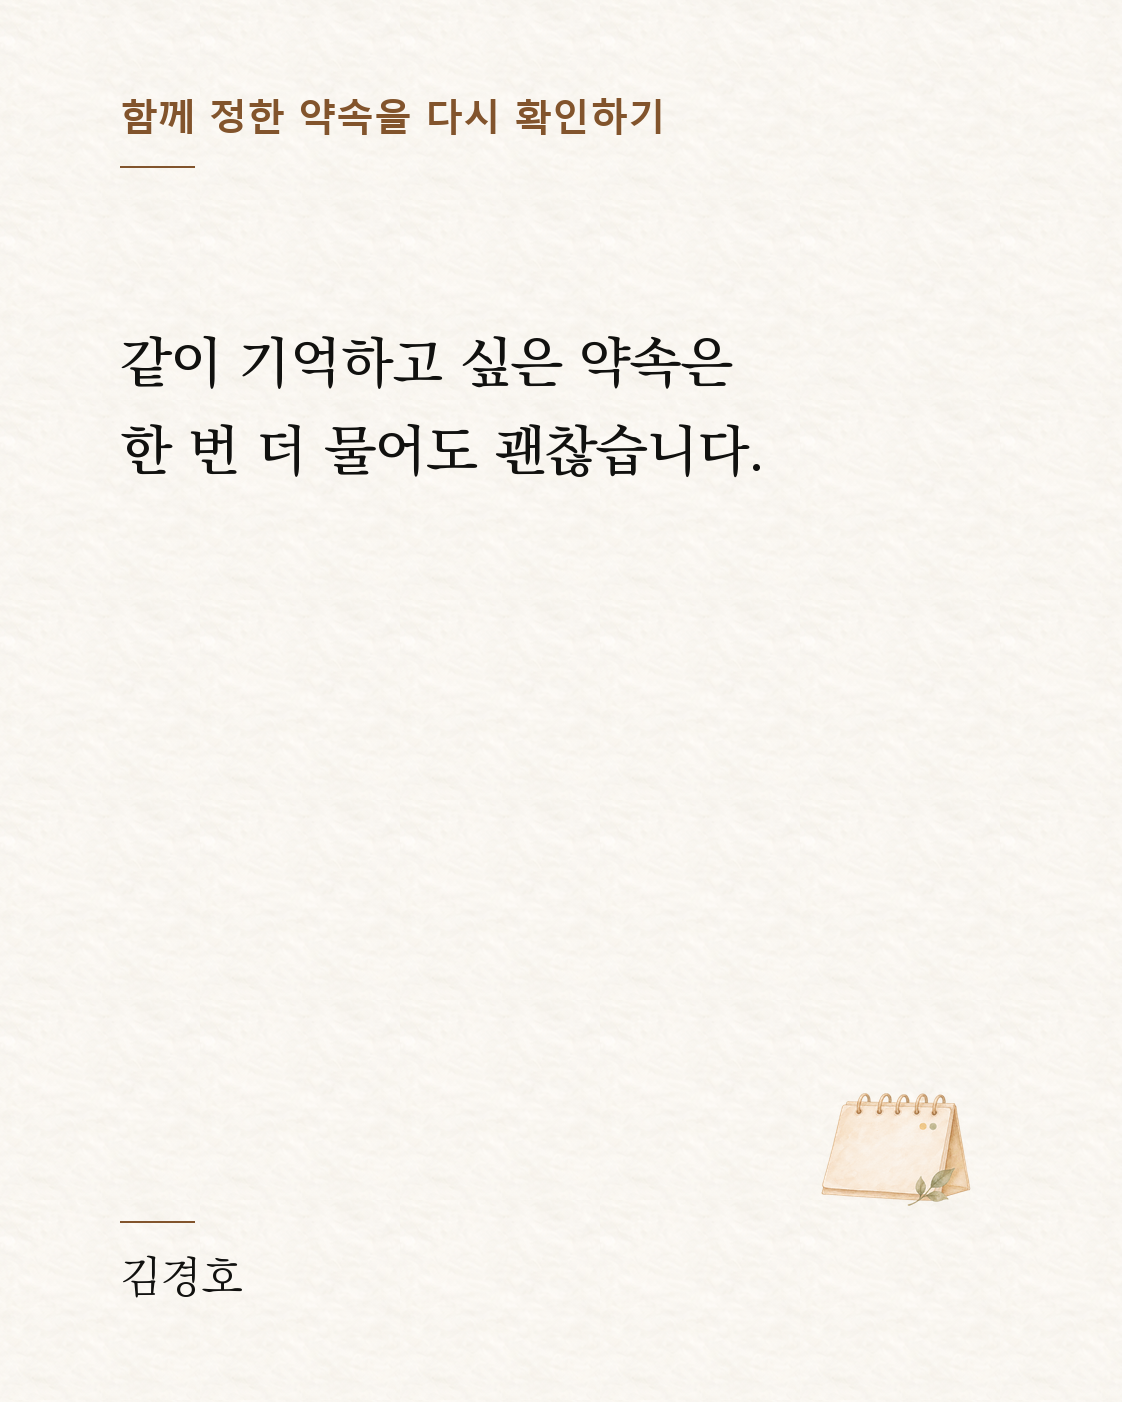 함께 정한 약속을 다시 확인하기
같이 기억하고 싶은 약속은
한 번 더 물어도 괜찮습니다.
김경호